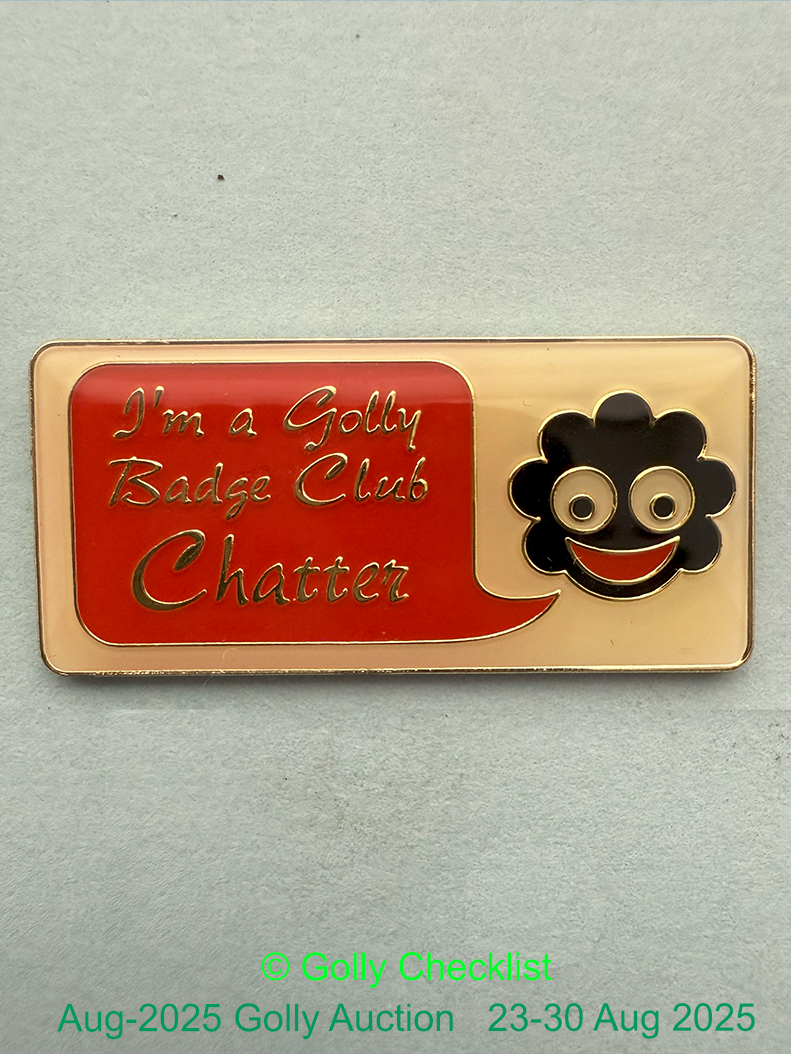 I'm a Golly
Badge Club
Chatter
© Golly Checklist
Aug-2025 Golly Auction 23-30 Aug 2025